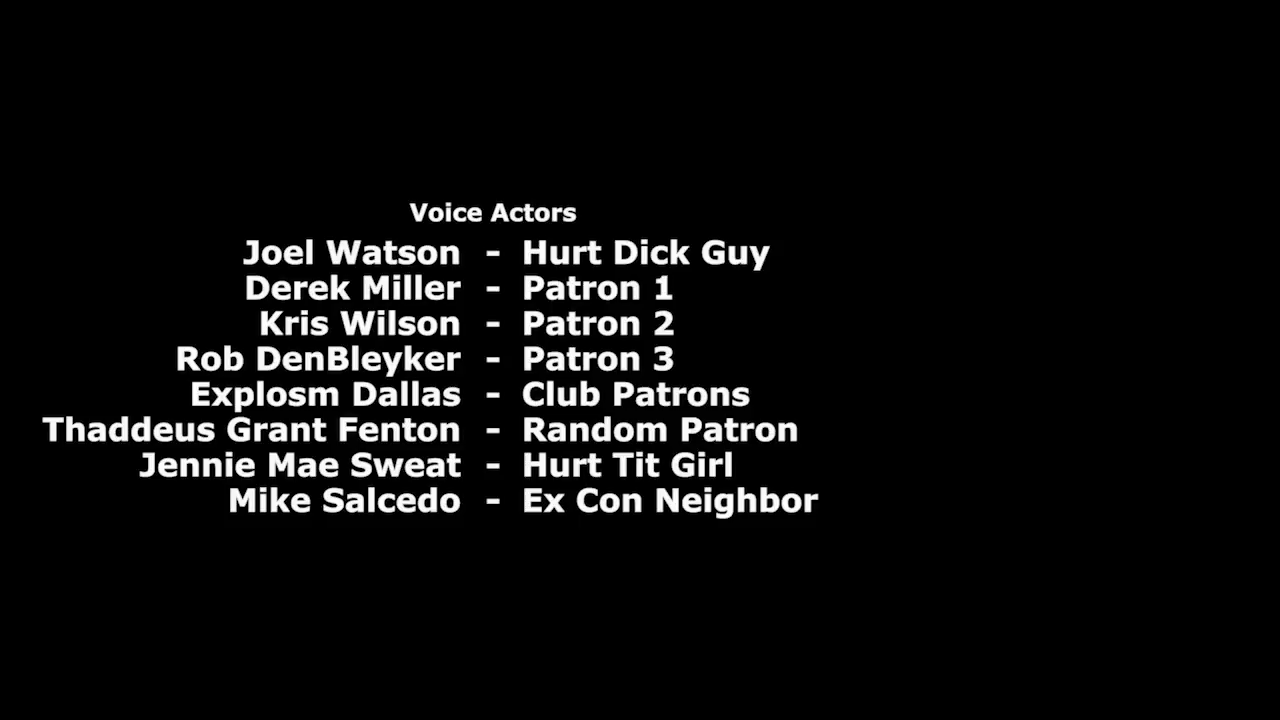 Voice Actors
Joel Watson - Hurt Dick Guy
Derek Miller - Patron 1
Kris Wilson - Patron 2
Rob DenBleyker - Patron 3
Explosm Dallas - Club Patrons
Thaddeus Grant Fenton - Random Patron
Jennie Mae Sweat - Hurt Tit Girl
Mike Salcedo - Ex Con Neighbor